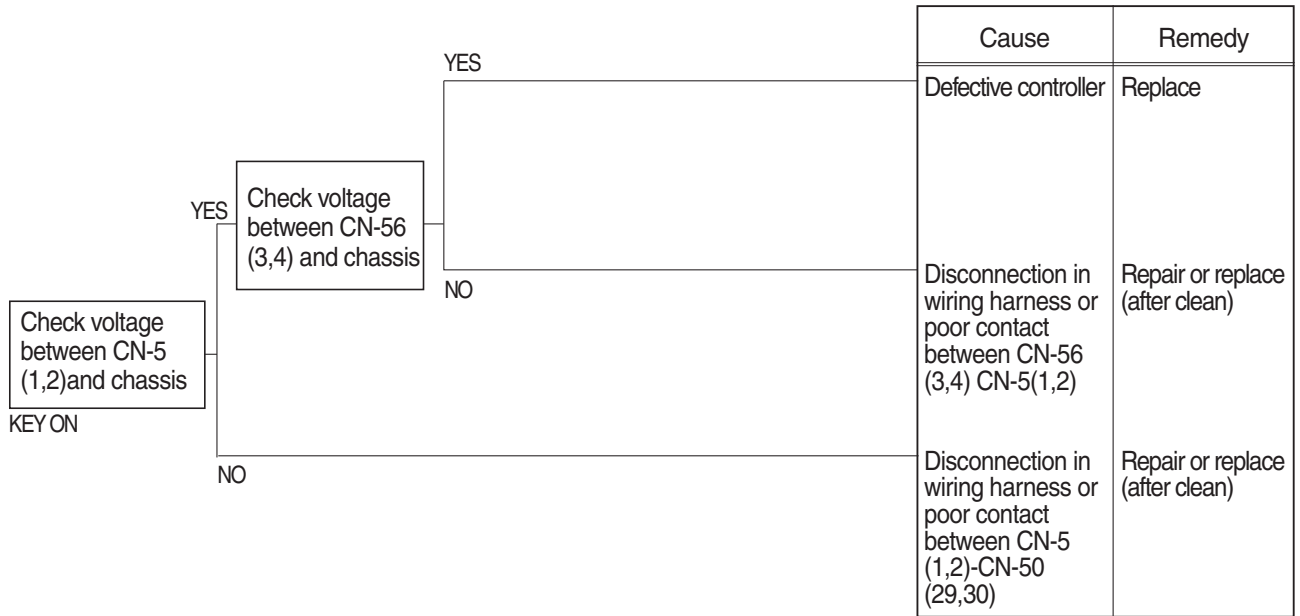 Cause
Remedy
YES
Defective controller
Replace
YES
Check voltage
between CN-56
(3,4) and chassis
NO
Disconnection in
wiring harness or
poor contact
between CN-56
(3,4) CN-5(1,2)
Repair or replace
(after clean)
Check voltage
between CN-5
(1,2)and chassis
KEY ON
NO
Disconnection in
wiring harness or
poor contact
between CN-5
(1,2)-CN-50
(29,30)
Repair or replace
(after clean)